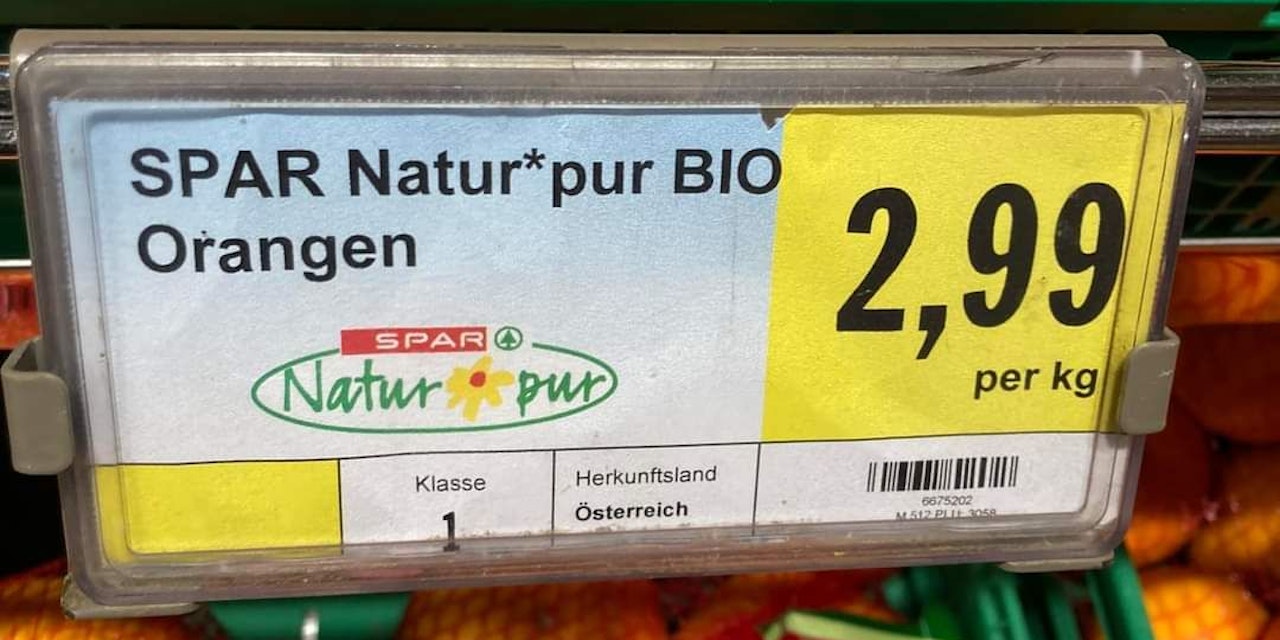 SPAR Natur*pur BIO
Orangen
2,99
per kg
SPAR
Natur pur
Klasse
1
Herkunftsland
Österreich
6675202
M 512 PLU: 3058